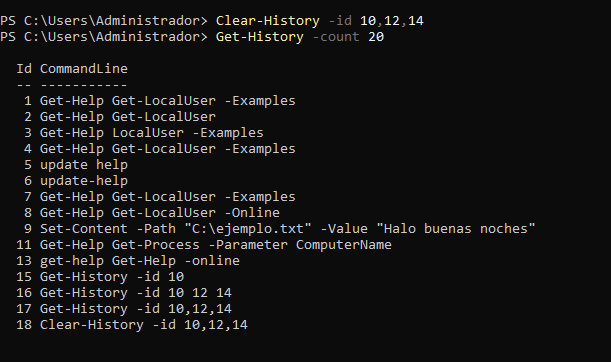 PS C:\Users\Administrador> Clear-History -id 10,12,14
PS C:\Users\Administrador> Get-History -count 20
Id CommandLine
-- -----------
1 Get-Help Get-LocalUser -Examples
2 Get-Help Get-LocalUser
3 Get-Help LocalUser -Examples
4 Get-Help Get-LocalUser -Examples
5 update help
6 update-help
7 Get-Help Get-LocalUser -Examples
8 Get-Help Get-LocalUser -Online
9 Set-Content -Path "C:\ejemplo.txt" -Value "Halo buenas noches"
11 Get-Help Get-Process -Parameter ComputerName
13 get-help Get-Help -online
15 Get-History -id 10
16 Get-History -id 10 12 14
17 Get-History -id 10,12,14
18 Clear-History -id 10,12,14